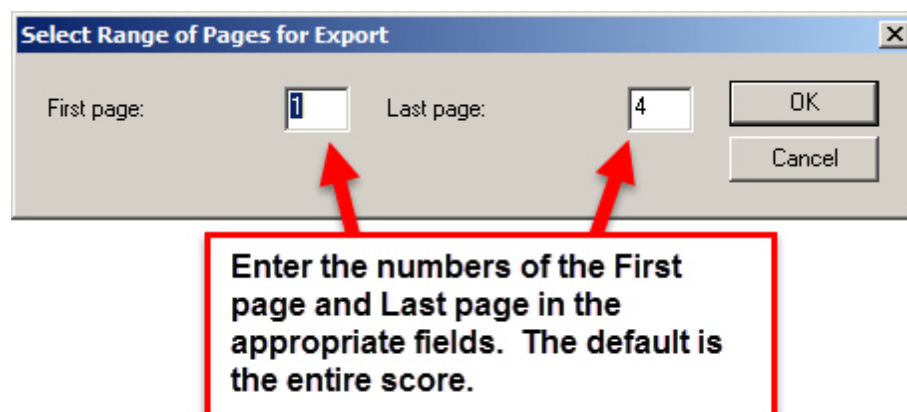 Select Range of Pages for Export
First page: 1 Last page: 4 OK
Cancel
Enter the numbers of the First
page and Last page in the
appropriate fields.  The default is
the entire score.